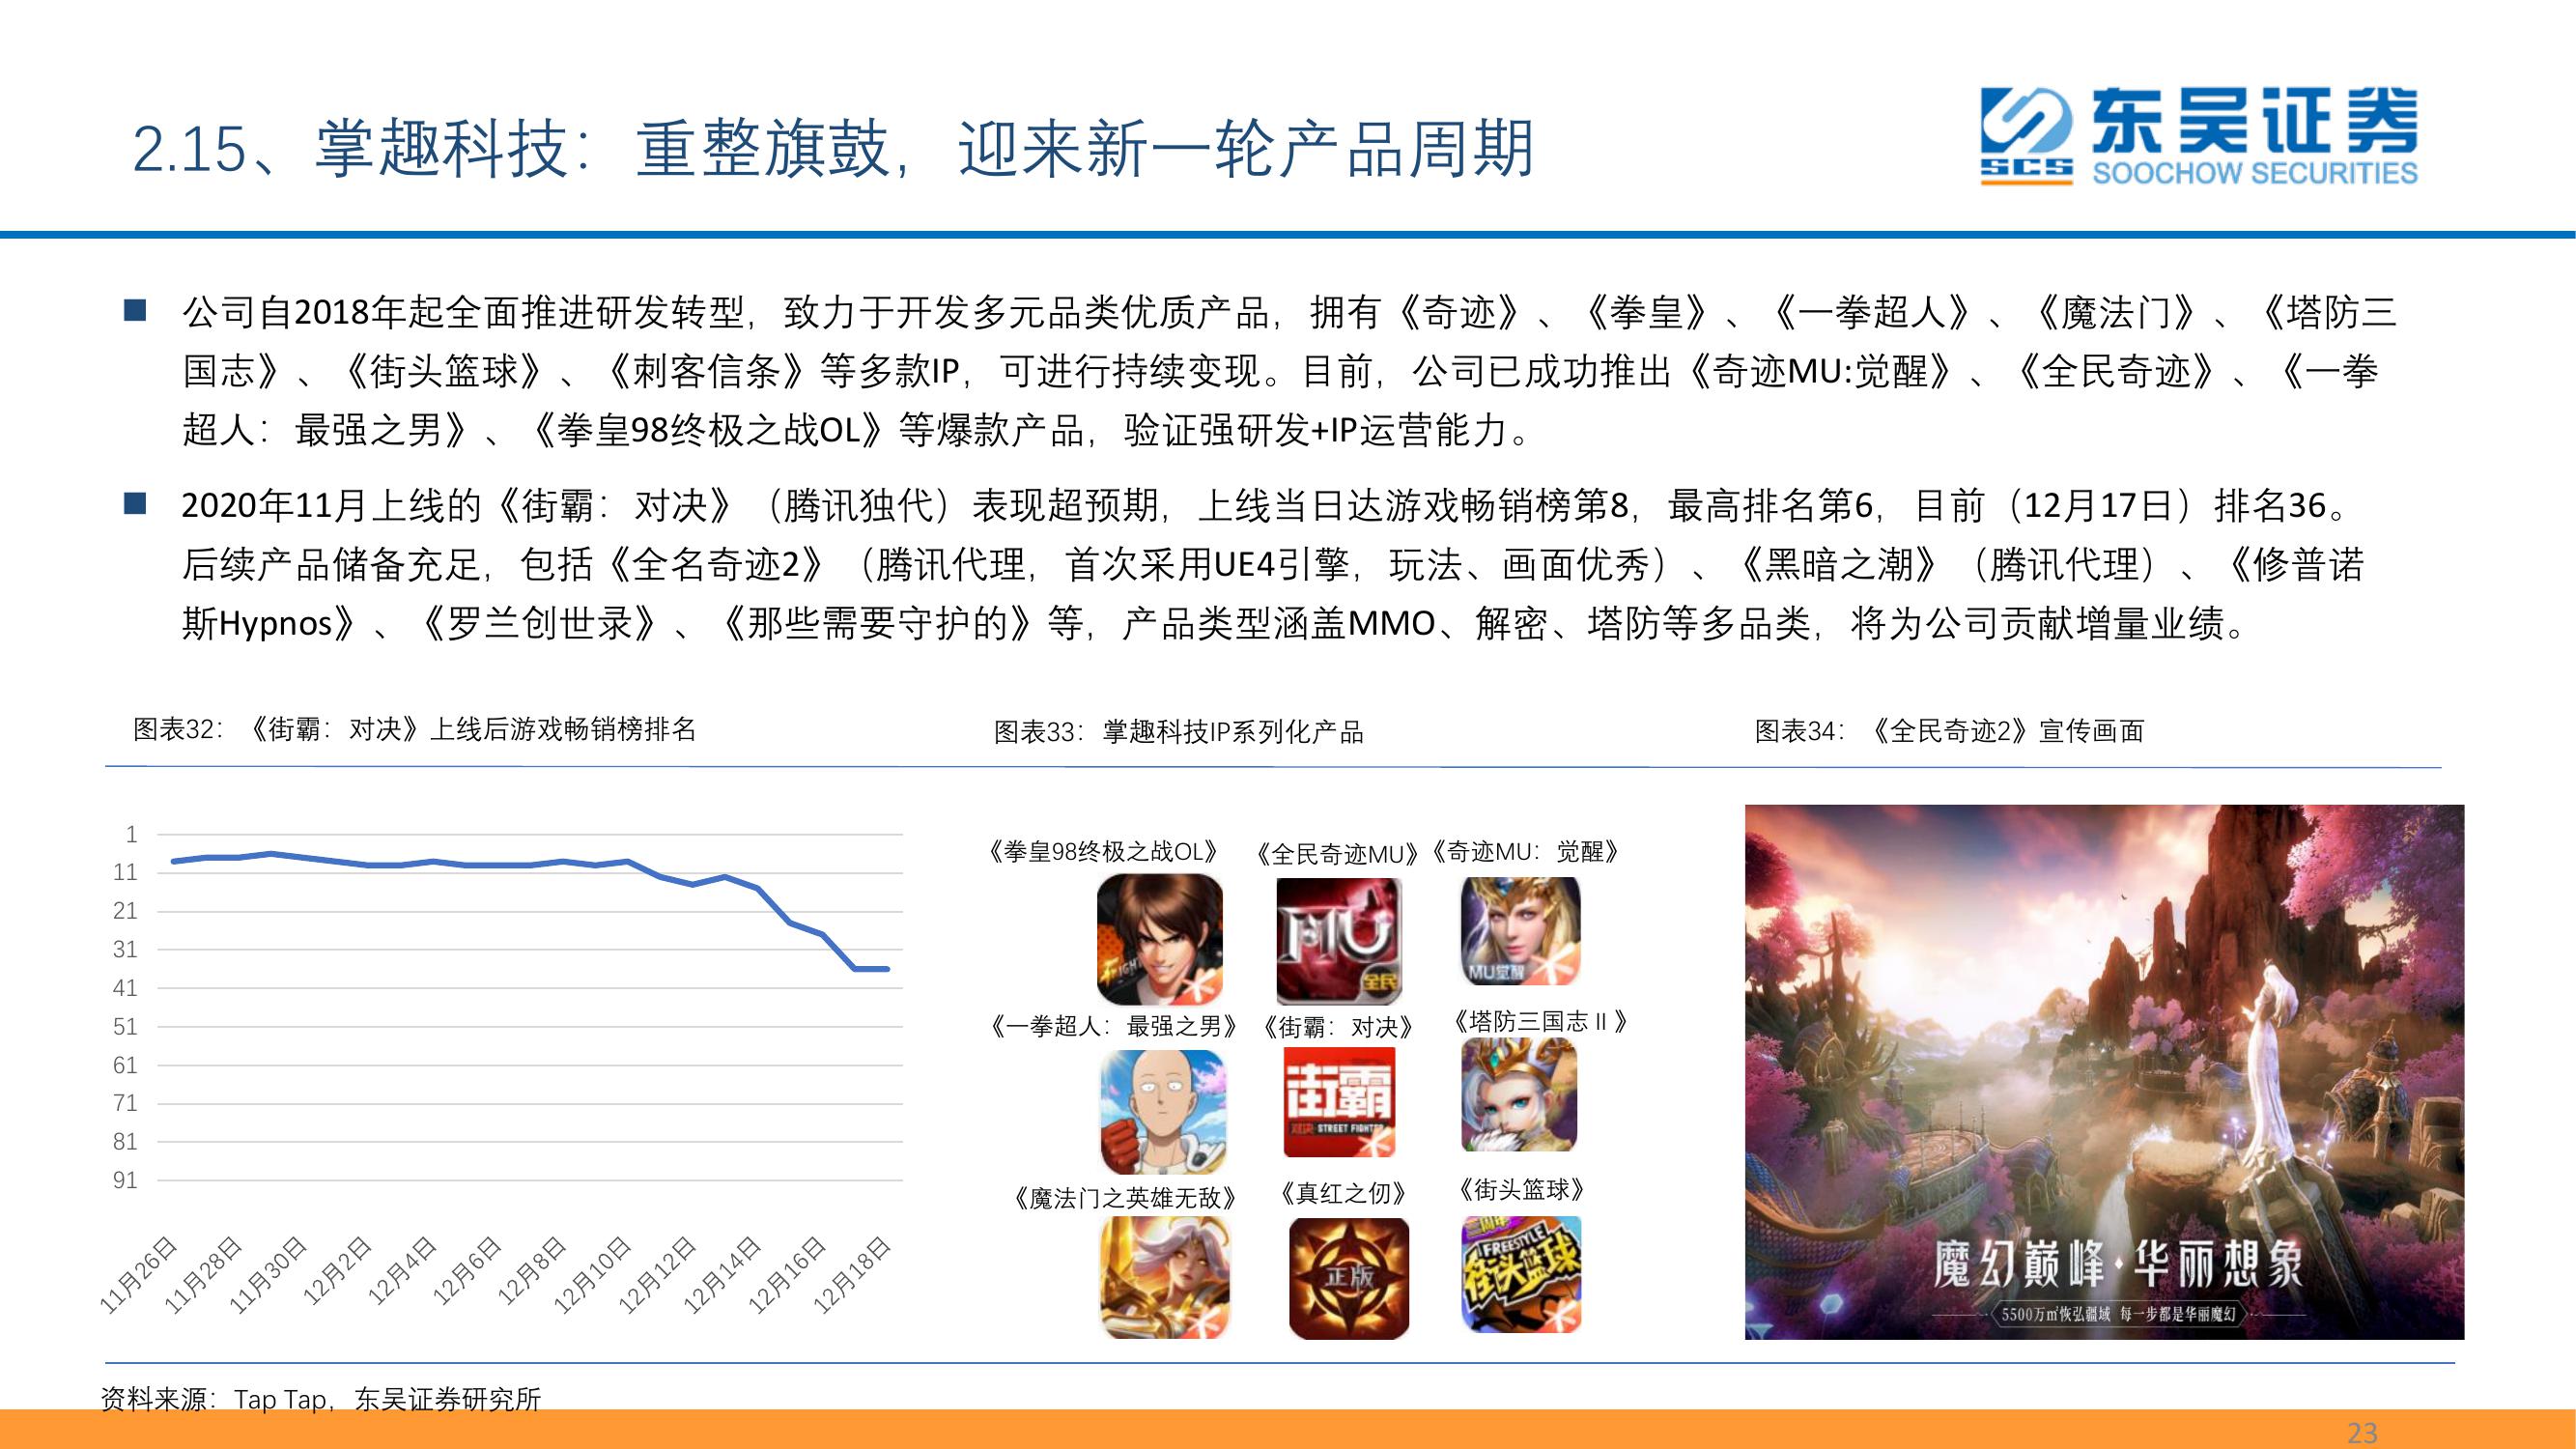 2.15、掌趣科技：重整旗鼓，迎来新一轮产品周期
SCS
东吴证券
SOOCHOW SECURITIES
公司自2018年起全面推进研发转型，致力于开发多元品类优质产品，拥有《奇迹》、《拳皇》、《一拳超人》、《魔法门》、《塔防三
国志》、《街头篮球》、《刺客信条》等多款IP，可进行持续变现。目前，公司已成功推出《奇迹MU:觉醒》、《全民奇迹》、《一拳
超人：最强之男》、《拳皇98终极之战OL》等爆款产品，验证强研发+IP运营能力。
2020年11月上线的《街霸：对决》（腾讯独代）表现超预期，上线当日达游戏畅销榜第8，最高排名第6，目前（12月17日）排名36。
后续产品储备充足，包括《全名奇迹2》（腾讯代理，首次采用UE4引擎，玩法、画面优秀）、《黑暗之潮》（腾讯代理）、《修普诺
斯Hypnos》、《罗兰创世录》、《那些需要守护的》等，产品类型涵盖MMO、解密、塔防等多品类，将为公司贡献增量业绩。
图表32：《街霸：对决》上线后游戏畅销榜排名
1
11
21
31
41
51
61
71
81
91
11月26日
11月28日
11月30日
12月2日
12月4日
12月6日
12月8日
12月10日
12月12日
12月14日
12月16日
12月18日
图表33：掌趣科技IP系列化产品
《拳皇98终极之战OL》
《全民奇迹MU》
《奇迹MU：觉醒》
FIGHT
MU
全民
MU觉醒
《一拳超人：最强之男》
《街霸：对决》
《塔防三国志Ⅱ》
街霸
对决 STREET FIGHTER
《魔法门之英雄无敌》
《真红之刃》
《街头篮球》
正版
FREESTYLE
街头篮球
图表34：《全民奇迹2》宣传画面
魔幻巅峰·华丽想象
5500万㎡恢弘疆域 每一步都是华丽魔幻
资料来源：Tap Tap，东吴证券研究所
23